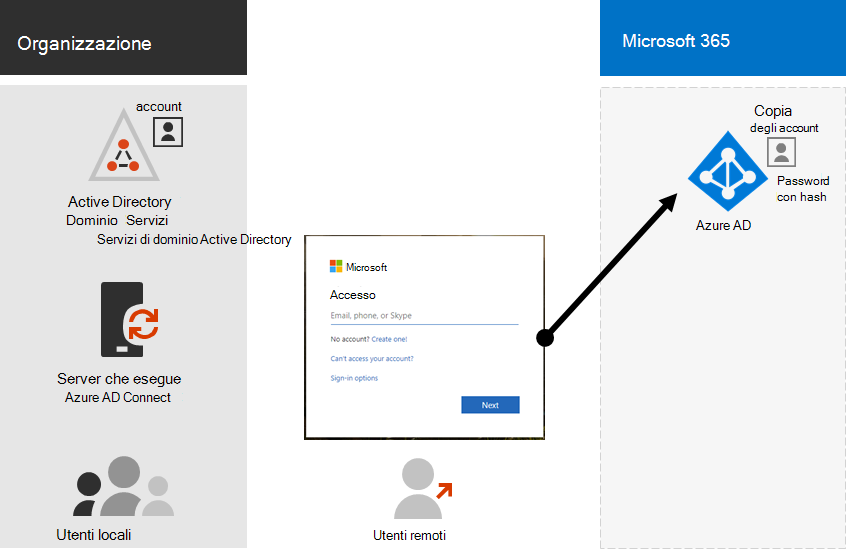 Organizzazione
Microsoft 365
account
Active Directory
Dominio Servizi
Servizi di dominio Active Directory
Server che esegue
Azure AD Connect
Utenti locali
Microsoft
Accesso
Email, phone, or Skype
No account? Create one!
Can't access your account?
Sign-in options
Next
Utenti remoti
Copia
degli account
Password
con hash
Azure AD